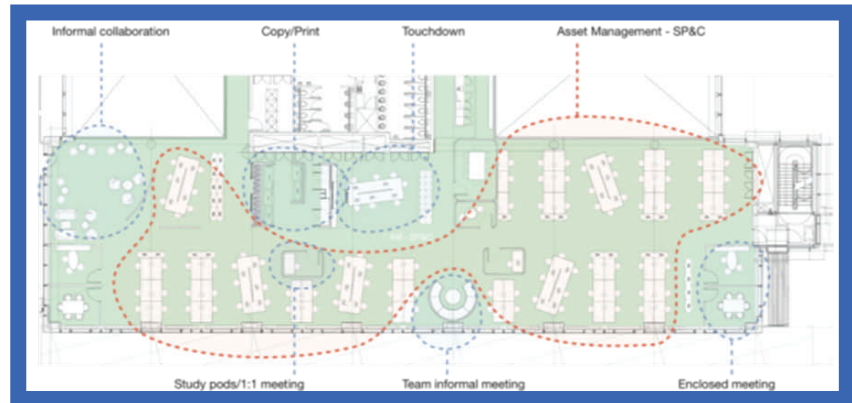 Informal collaboration
Copy/Print
Touchdown
Asset Management - SP&C
Study pods/1:1 meeting
Team informal meeting
Enclosed meeting